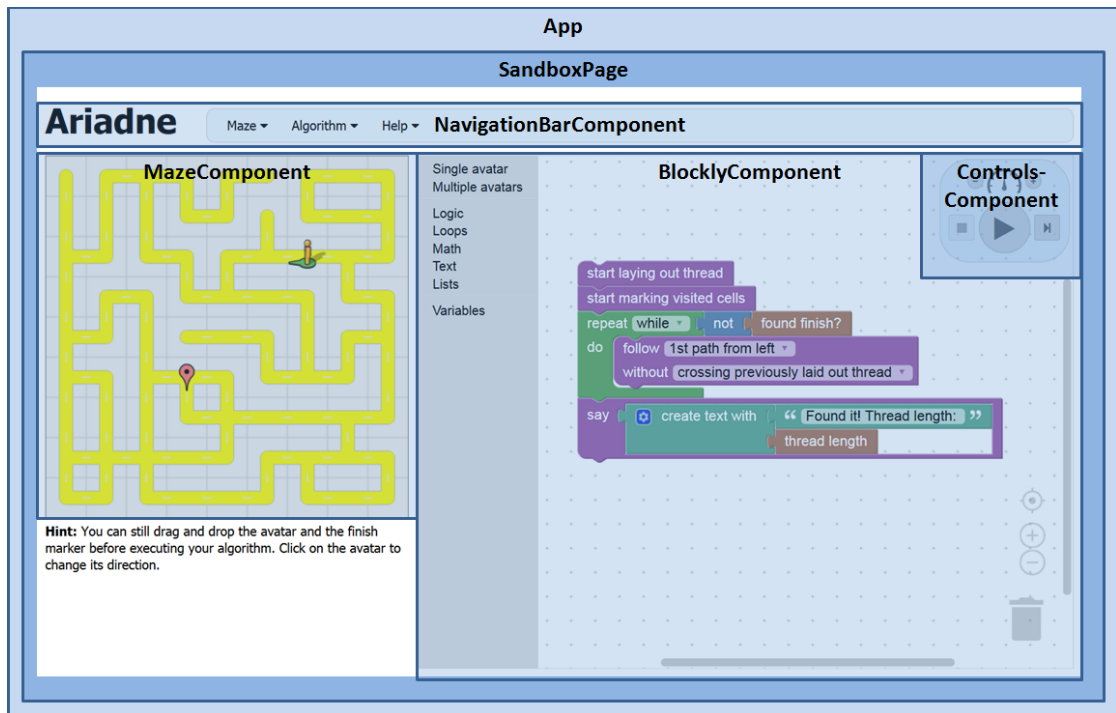 App
SandboxPage
Ariadne
Maze
Algorithm
Help
NavigationBarComponent
MazeComponent
Single avatar
Multiple avatars
Logic
Loops
Math
Text
Lists
Variables
BlocklyComponent
Controls-
Component
start laying out thread
start marking visited cells
repeat while not found finish?
do follow 1st path from left
without crossing previously laid out thread
say create text with “ Found it! Thread length: ”
thread length
Hint: You can still drag and drop the avatar and the finish
marker before executing your algorithm. Click on the avatar to
change its direction.